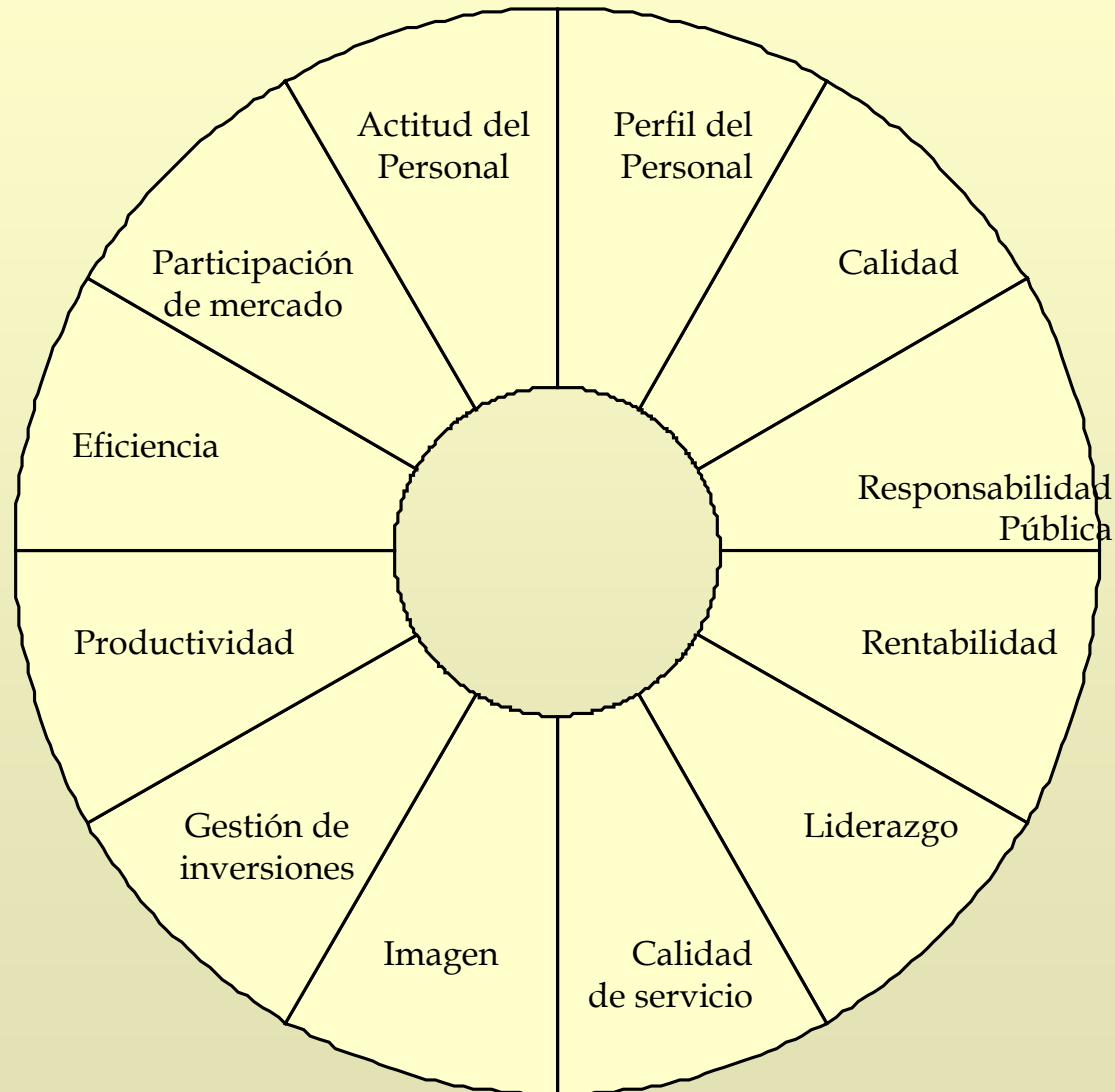 Actitud del
Personal
Perfil del
Personal
Calidad
Responsabilidad
Pública
Rentabilidad
Liderazgo
Calidad
de servicio
Imagen
Gestión de
inversiones
Productividad
Eficiencia
Participación
de mercado